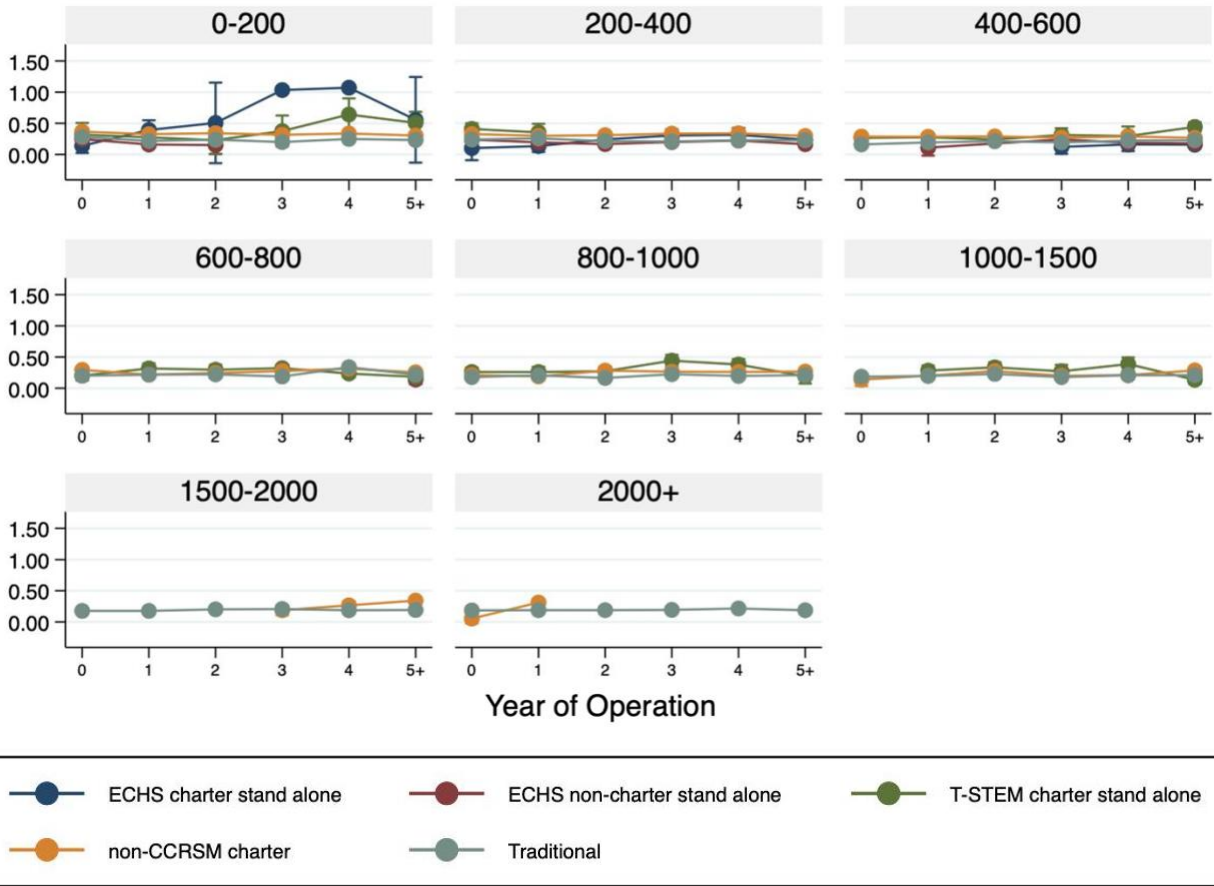 0-200 200-400 400-600
1.50
1.00
0.50
0.00
0 1 2 3 4 5+ 0 1 2 3 4 5+ 0 1 2 3 4 5+
600-800 800-1000 1000-1500
1.50
1.00
0.50
0.00
0 1 2 3 4 5+ 0 1 2 3 4 5+ 0 1 2 3 4 5+
1500-2000 2000+
1.50
1.00
0.50
0.00
0 1 2 3 4 5+ 0 1 2 3 4 5+
Year of Operation
ECHS charter stand alone ECHS non-charter stand alone T-STEM charter stand alone
non-CCRSM charter Traditional